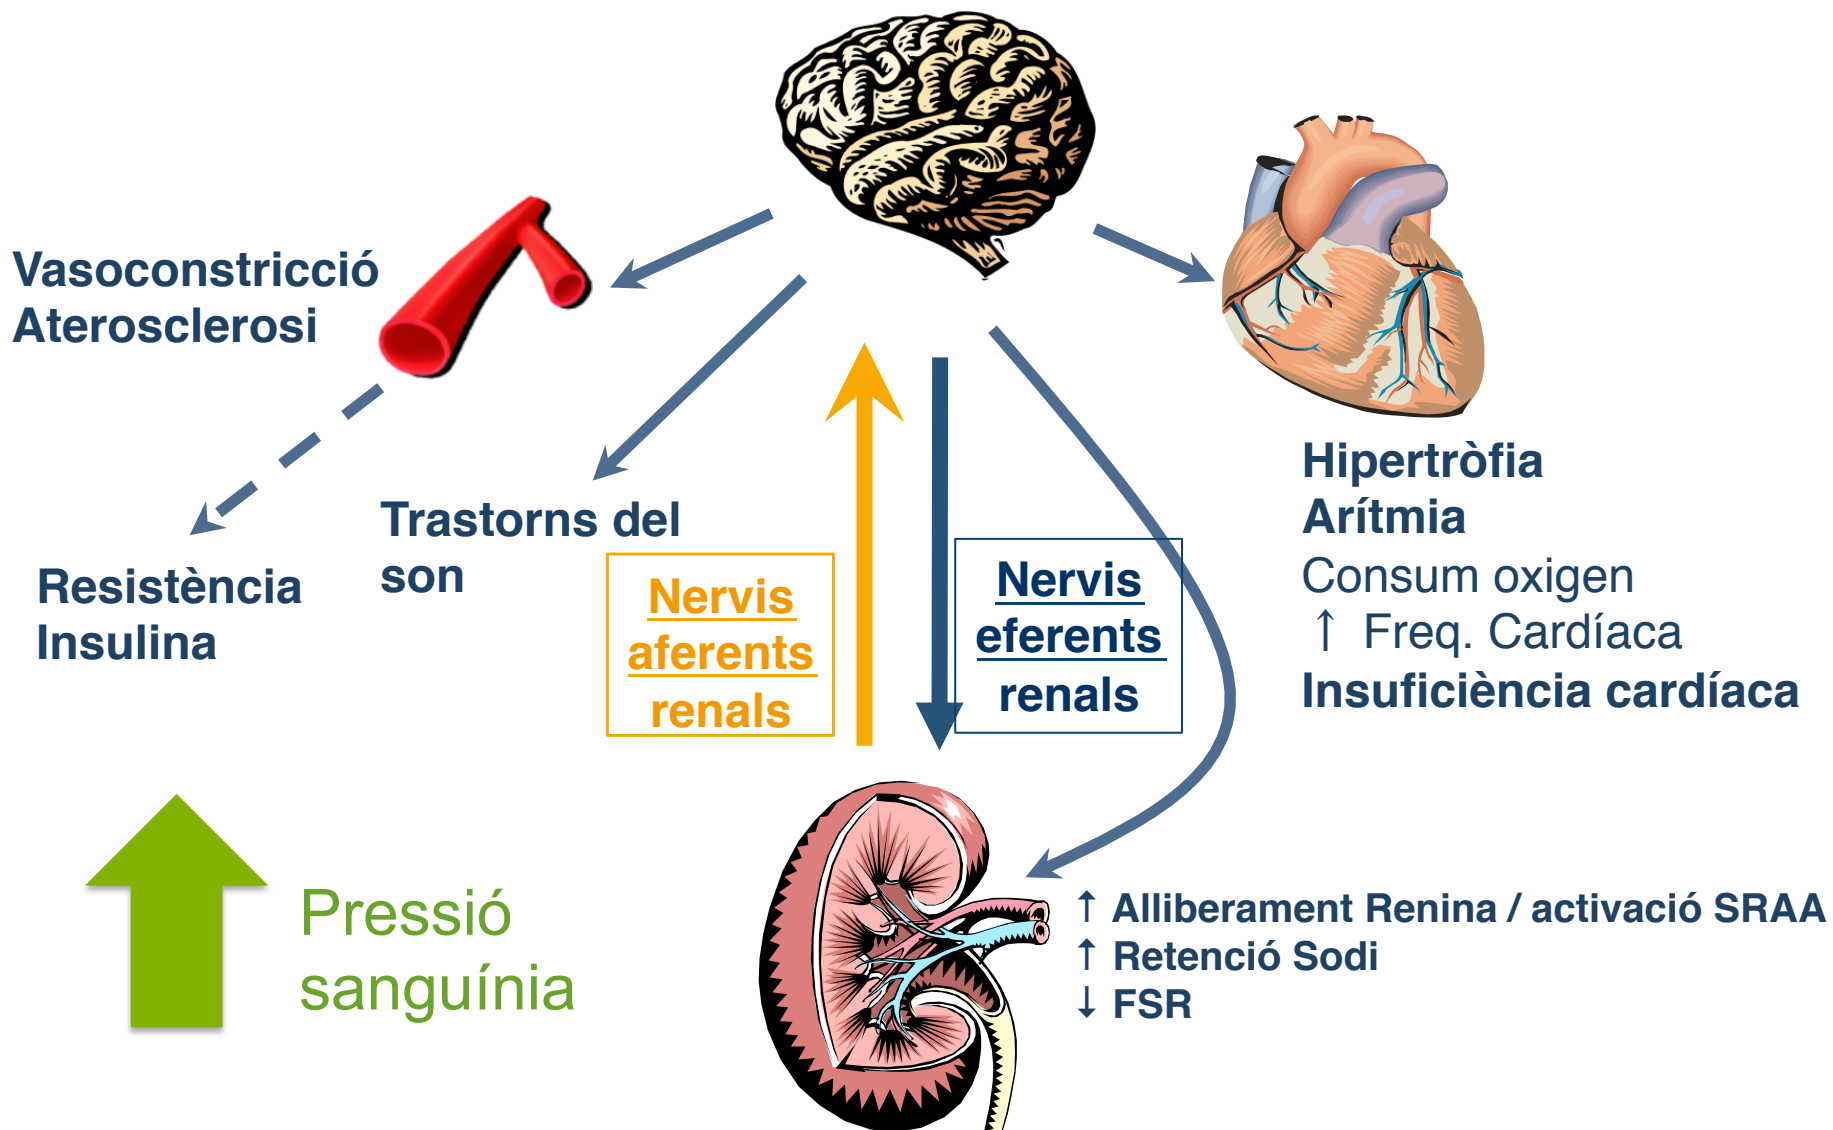 Vasoconstricció
Aterosclerosi
Resistència
Insulina
Trastorns del
son
Nervis
aferents
renals
Nervis
eferents
renals
Hipertròfia
Arítmia
Consum oxigen
↑ Freq. Cardíaca
Insuficiència cardíaca
Pressió
sanguínia
↑ Alliberament Renina / activació SRAA
↑ Retenció Sodi
↓ FSR